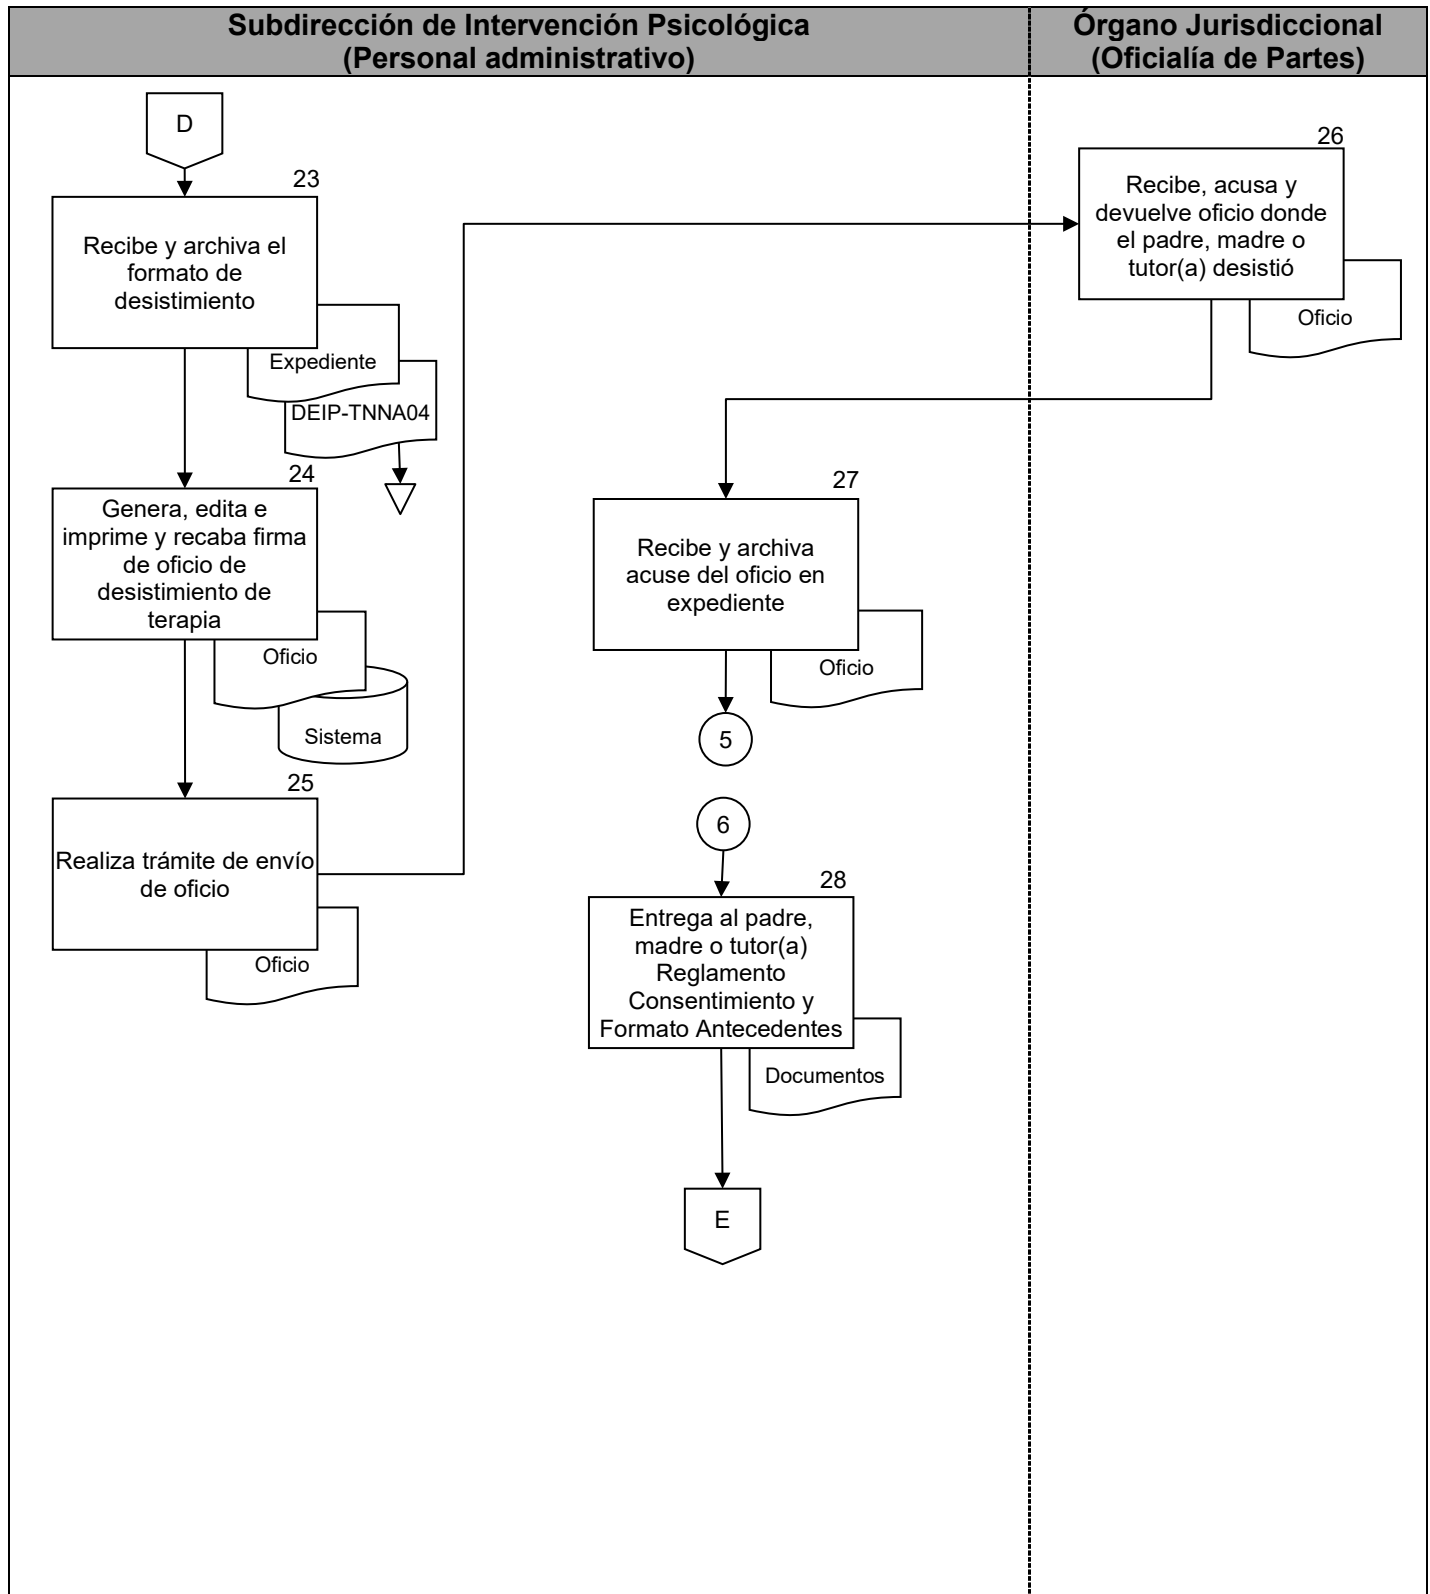 Subdirección de Intervención Psicológica
(Personal administrativo)
Órgano Jurisdiccional
(Oficialía de Partes)
D
23
Recibe y archiva el
formato de
desistimiento
Expediente
DEIP-TNNA04
24
Genera, edita e
imprime y recaba firma
de oficio de
desistimiento de
terapia
Oficio
Sistema
25
Realiza trámite de envío
de oficio
Oficio
26
Recibe, acusa y
devuelve oficio donde
el padre, madre o
tutor(a) desistió
Oficio
27
Recibe y archiva
acuse del oficio en
expediente
Oficio
5
6
28
Entrega al padre,
madre o tutor(a)
Reglamento
Consentimiento y
Formato Antecedentes
Documentos
E